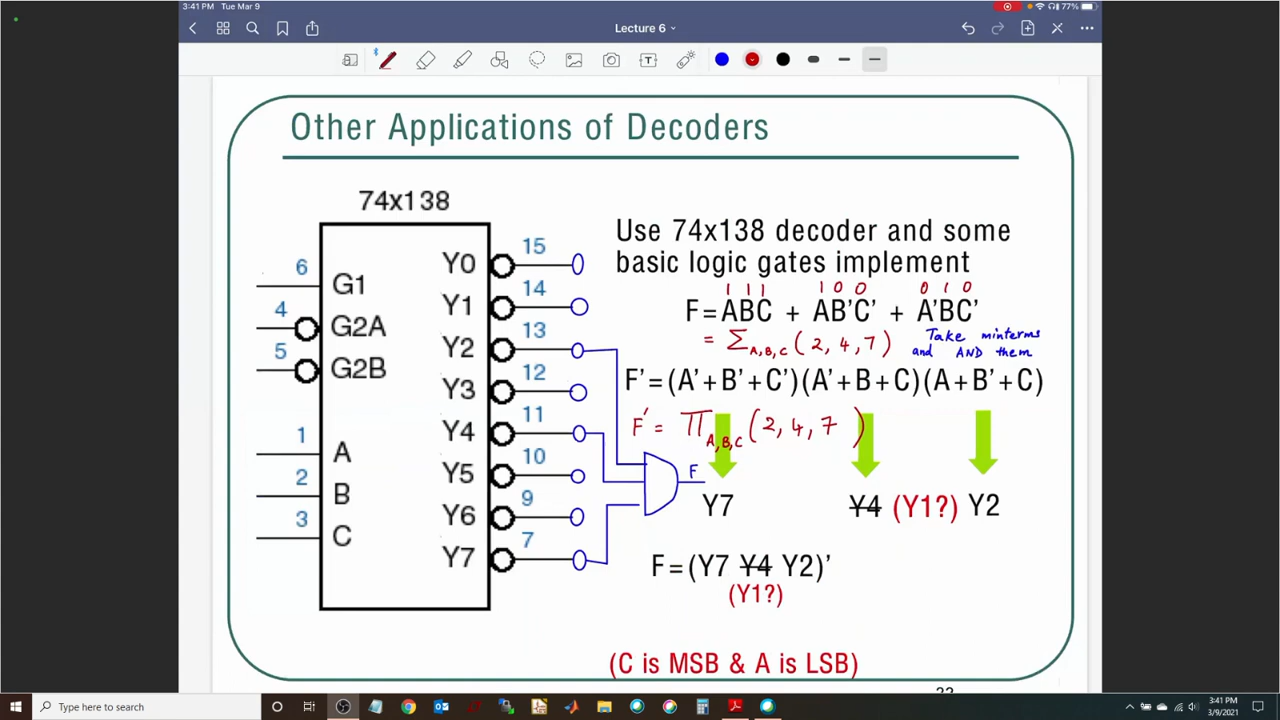 3:41 PM Tue Mar 9
77%
Lecture 6
Other Applications of Decoders
74x138
6 G1
4 G2A
5 G2B
1 A
2 B
3 C
Y0 15
Y1 14
Y2 13
Y3 12
Y4 11
Y5 10
Y6 9
Y7 7
F
Use 74x138 decoder and some
basic logic gates implement
1 1 1 1 0 0 0 1 0
F=ABC + AB'C' + A'BC'
= Σ A,B,C (2, 4, 7)
Take minterms
and AND them
F'=(A'+B'+C')(A'+B+C)(A+B'+C)
F' = Π A,B,C (2, 4, 7)
Y7 Y4 (Y1?) Y2
F=(Y7 Y4 Y2)'
(Y1?)
(C is MSB & A is LSB)
Type here to search
3:41 PM
3/9/2021